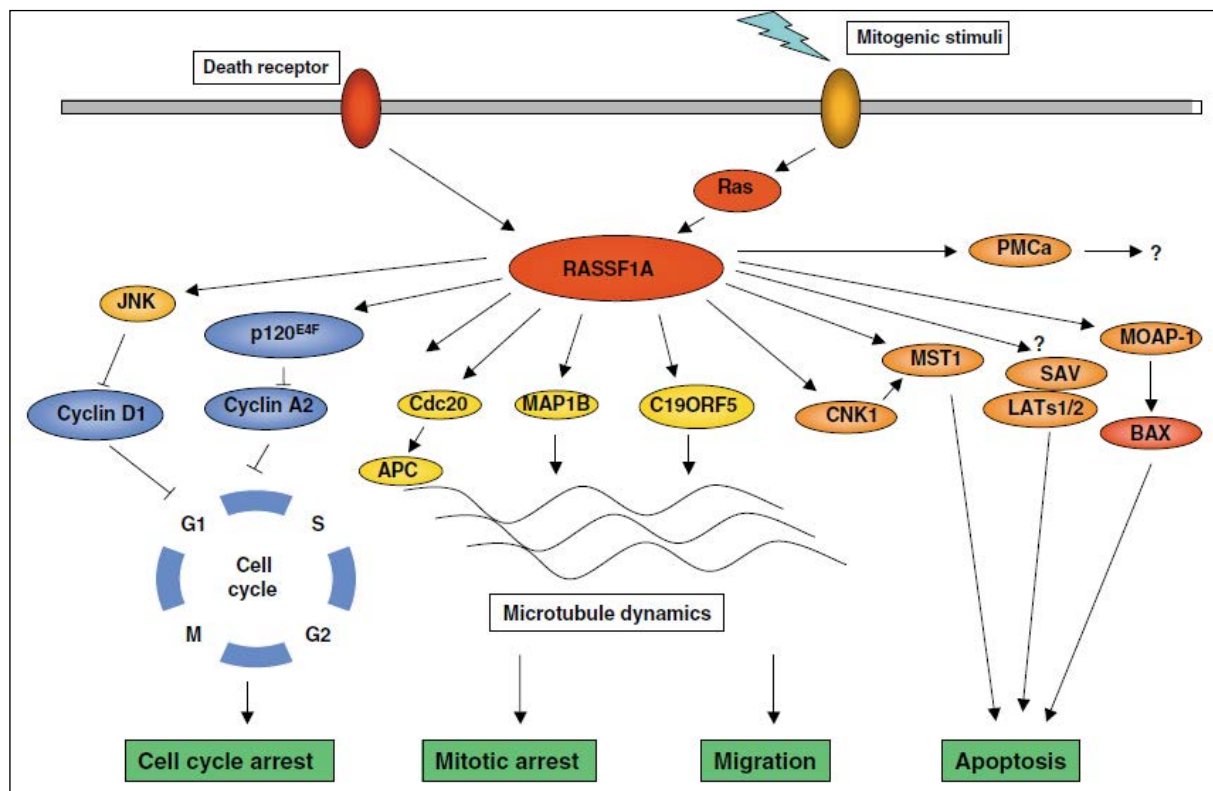 Mitogenic stimuli
Death receptor
Ras
PMCa
?
RASSF1A
JNK
p120E4F
MOAP-1
?
MST1
SAV
Cyclin D1
Cyclin A2
Cdc20
MAP1B
C19ORF5
CNK1
LATs1/2
BAX
APC
G1
S
Cell
cycle
M
G2
Microtubule dynamics
Cell cycle arrest
Mitotic arrest
Migration
Apoptosis